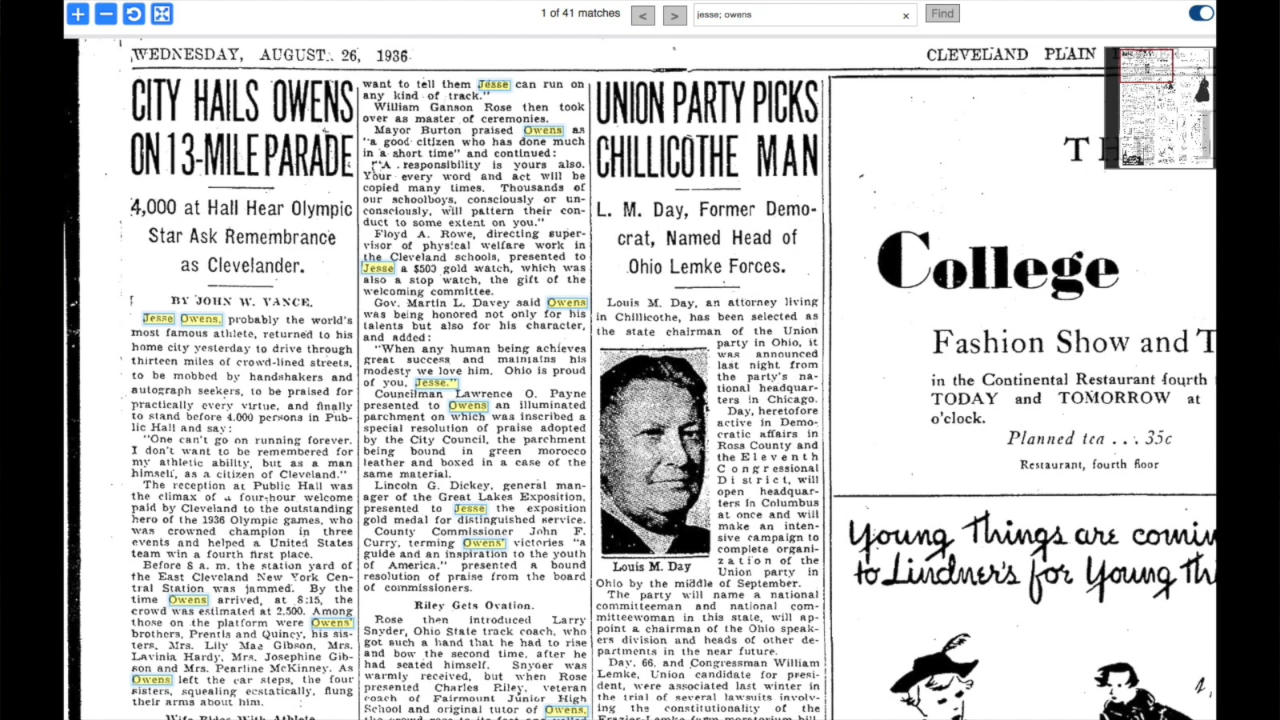 1 of 41 matches
<
>
jesse; owens
×
Find
WEDNESDAY, AUGUST 26, 1936
CLEVELAND PLAIN
CITY HAILS OWENS
ON 13-MILE PARADE
4,000 at Hall Hear Olympic
Star Ask Remembrance
as Clevelander.
BY JOHN W. VANCE.
Jesse Owens, probably the world's
most famous athlete, returned to his
home city yesterday to drive through
thirteen miles of crowd-lined streets,
to be mobbed by handshakers and
autograph seekers, to be praised for
practically every virtue, and finally
to stand before 4,000 persons in Pub-
lic Hall and say:
"One can't go on running forever.
I don't want to be remembered for
my athletic ability, but as a man
himself, as a citizen of Cleveland."
The reception at Public Hall was
the climax of a four-hour welcome
paid by Cleveland to the outstanding
hero of the 1936 Olympic games, who
was crowned champion in three
events and helped a United States
team win a fourth first place.
Before 8 a. m. the station yard of
the East Cleveland New York Cen-
tral Station was jammed. By the
time Owens arrived, at 8:15, the
crowd was estimated at 2,500. Among
those on the platform were Owens'
brothers, Prentis and Quincy, his sis-
ters, Mrs. Lily Mae Gibson, Mrs.
Lavinia Hardy, Mrs. Josephine Gib-
son and Mrs. Pearline McKinney. As
Owens left the car steps, the four
sisters, squealing ecstatically, flung
their arms about him.
Wife Rides With Athlete.
want to tell them Jesse can run on
any kind of track."
William Ganson Rose then took
over as master of ceremonies.
Mayor Burton praised Owens as
"a good citizen who has done much
in a short time" and continued:
"A responsibility is yours also.
Your every word and act will be
copied many times. Thousands of
our schoolboys, consciously or un-
consciously, will pattern their con-
duct to some extent on you."
Floyd A. Rowe, directing super-
visor of physical welfare work in
the Cleveland schools, presented to
Jesse a $500 gold watch, which was
also a stop watch, the gift of the
welcoming committee.
Gov. Martin L. Davey said Owens
was being honored not only for his
talents but also for his character,
and added:
"When any human being achieves
great success and maintains his
modesty we love him. Ohio is proud
of you, Jesse."
Councilman Lawrence O. Payne
presented to Owens an illuminated
parchment on which was inscribed a
special resolution of praise adopted
by the City Council, the parchment
being bound in green morocco
leather and boxed in a case of the
same material.
Lincoln G. Dickey, general man-
ager of the Great Lakes Exposition,
presented to Jesse the exposition
gold medal for distinguished service.
County Commissioner John F.
Curry, terming Owens' victories "a
guide and an inspiration to the youth
of America." presented a bound
resolution of praise from the board
of commissioners.
Riley Gets Ovation.
Rose then introduced Larry
Snyder, Ohio State track coach, who
got such a hand that he had to rise
and bow the second time, after he
had seated himself. Snyder was
warmly received, but when Rose
presented Charles Riley, veteran
coach of Fairmount Junior High
School and original tutor of Owens,
the crowd rose to its feet and yelled
UNION PARTY PICKS
CHILLICOTHE MAN
L. M. Day, Former Demo-
crat, Named Head of
Ohio Lemke Forces.
Louis M. Day, an attorney living
in Chillicothe, has been selected as
the state chairman of the Union
party in Ohio, it
was announced
last night from
the party's na-
tional headquar-
ters in Chicago.
Day, heretofore
active in Demo-
cratic affairs in
Ross County and
the Eleventh
Congressional
District, will
open headquar-
ters in Columbus
at once and will
make an inten-
sive campaign to
complete organi-
zation of the
Union party in
Louis M. Day
Ohio by the middle of September.
The party will name a national
committeeman and national com-
mitteewoman in this state, will ap-
point a chairman of the Ohio speak-
ers division and heads of other de-
partments in the near future.
Day, 66, and Congressman William
Lemke, Union candidate for presi-
dent, were associated last winter in
the trial of several lawsuits involv-
ing the constitutionality of the
Frazier-Lemke farm moratorium bill
College
Fashion Show and T
in the Continental Restaurant fourth
TODAY and TOMORROW at
o'clock.
Planned tea . . . 35c
Restaurant, fourth floor
Young Things are comin
to Lindner's for Young Th